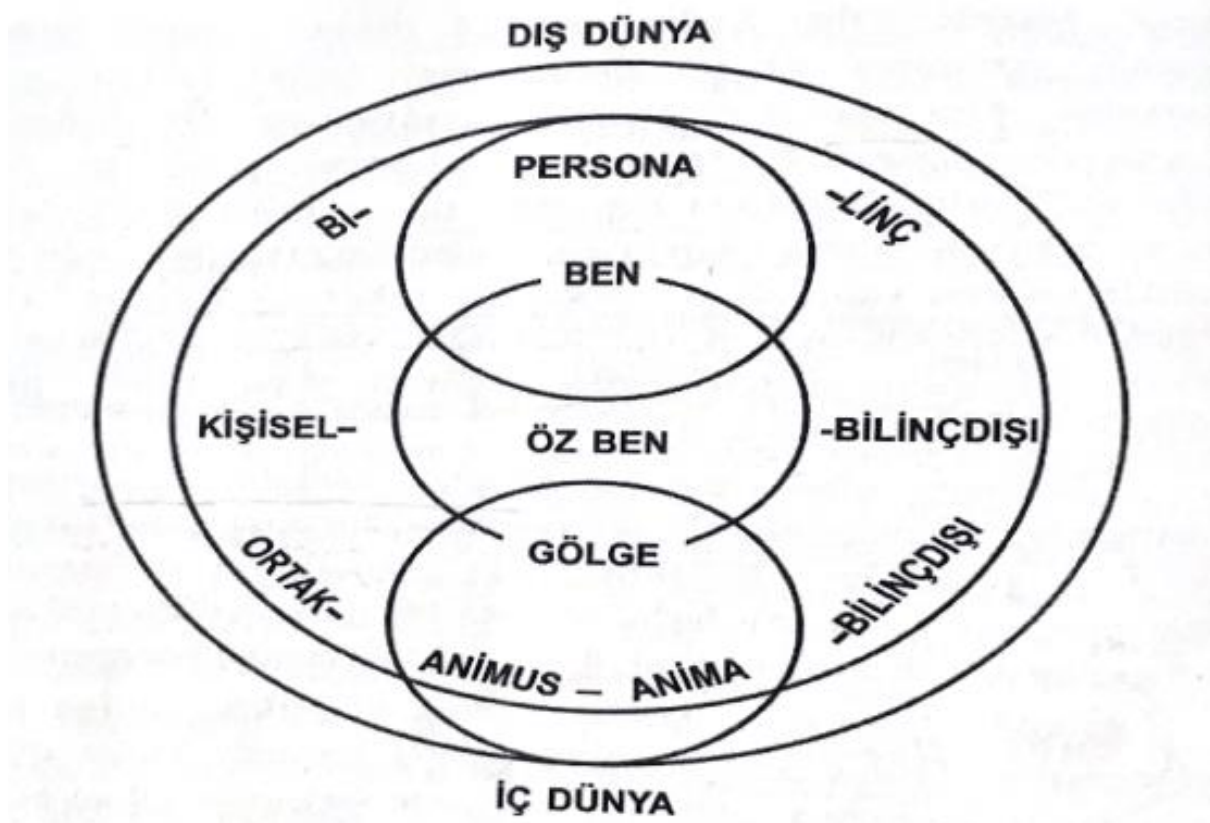 DIŞ DÜNYA
PERSONA
Bİ– –LİNÇ
BEN
KİŞİSEL– ÖZ BEN -BİLİNÇDIŞI
GÖLGE
ORTAK– –BİLİNÇDIŞI
ANİMUS – ANİMA
İÇ DÜNYA